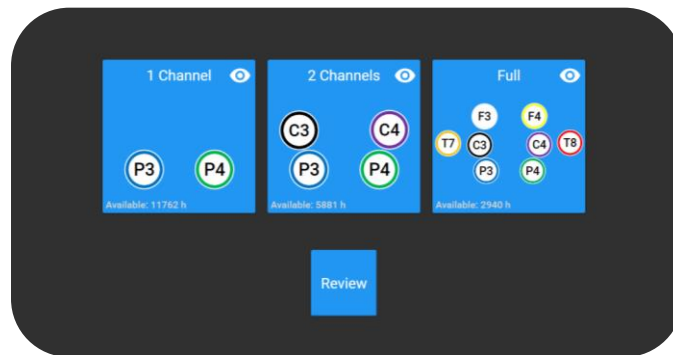 1 Channel
P3 P4
Available: 11762 h
2 Channels
C3 C4
P3 P4
Available: 5881 h
Full
F3 F4
T7 C3 C4 T8
P3 P4
Available: 2940 h
Review